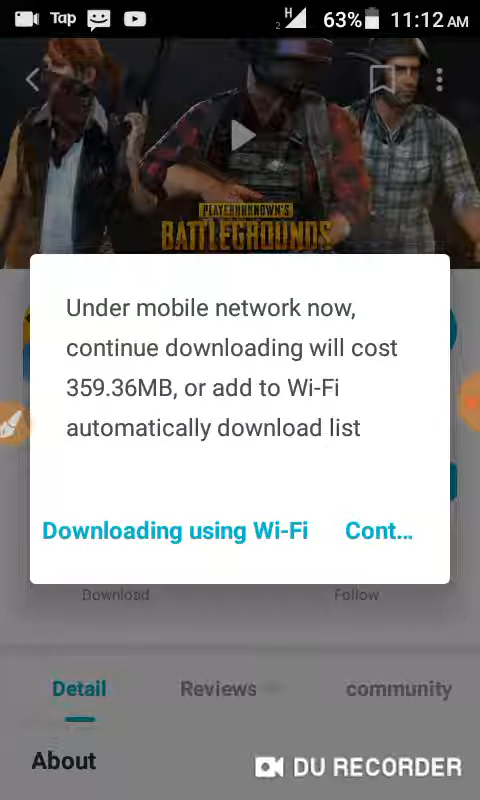 Tap
2 H 63% 11:12 AM
PLAYERUNKNOWN'S
BATTLEGROUNDS
Under mobile network now,
continue downloading will cost
359.36MB, or add to Wi-Fi
automatically download list
Downloading using Wi-Fi Cont...
Download Follow
Detail Reviews community
About
DU RECORDER